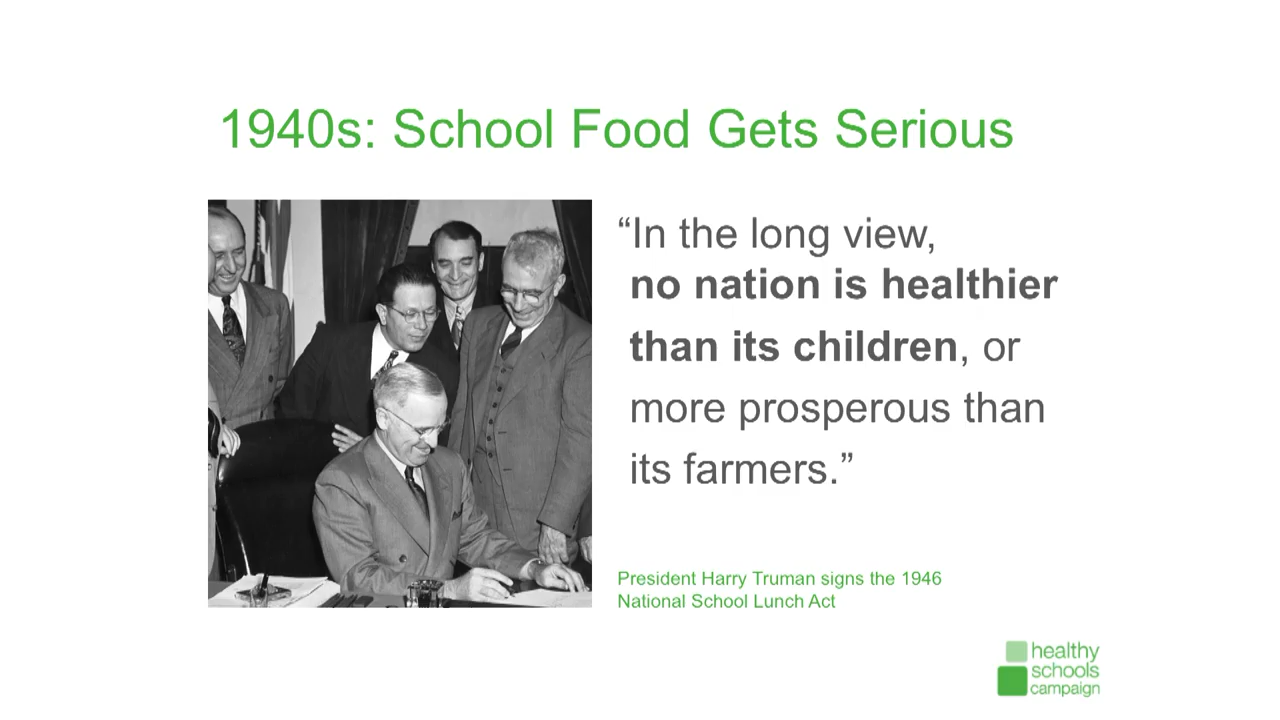 1940s: School Food Gets Serious
“In the long view,
no nation is healthier
than its children, or
more prosperous than
its farmers.”
President Harry Truman signs the 1946
National School Lunch Act
healthy
schools
campaign